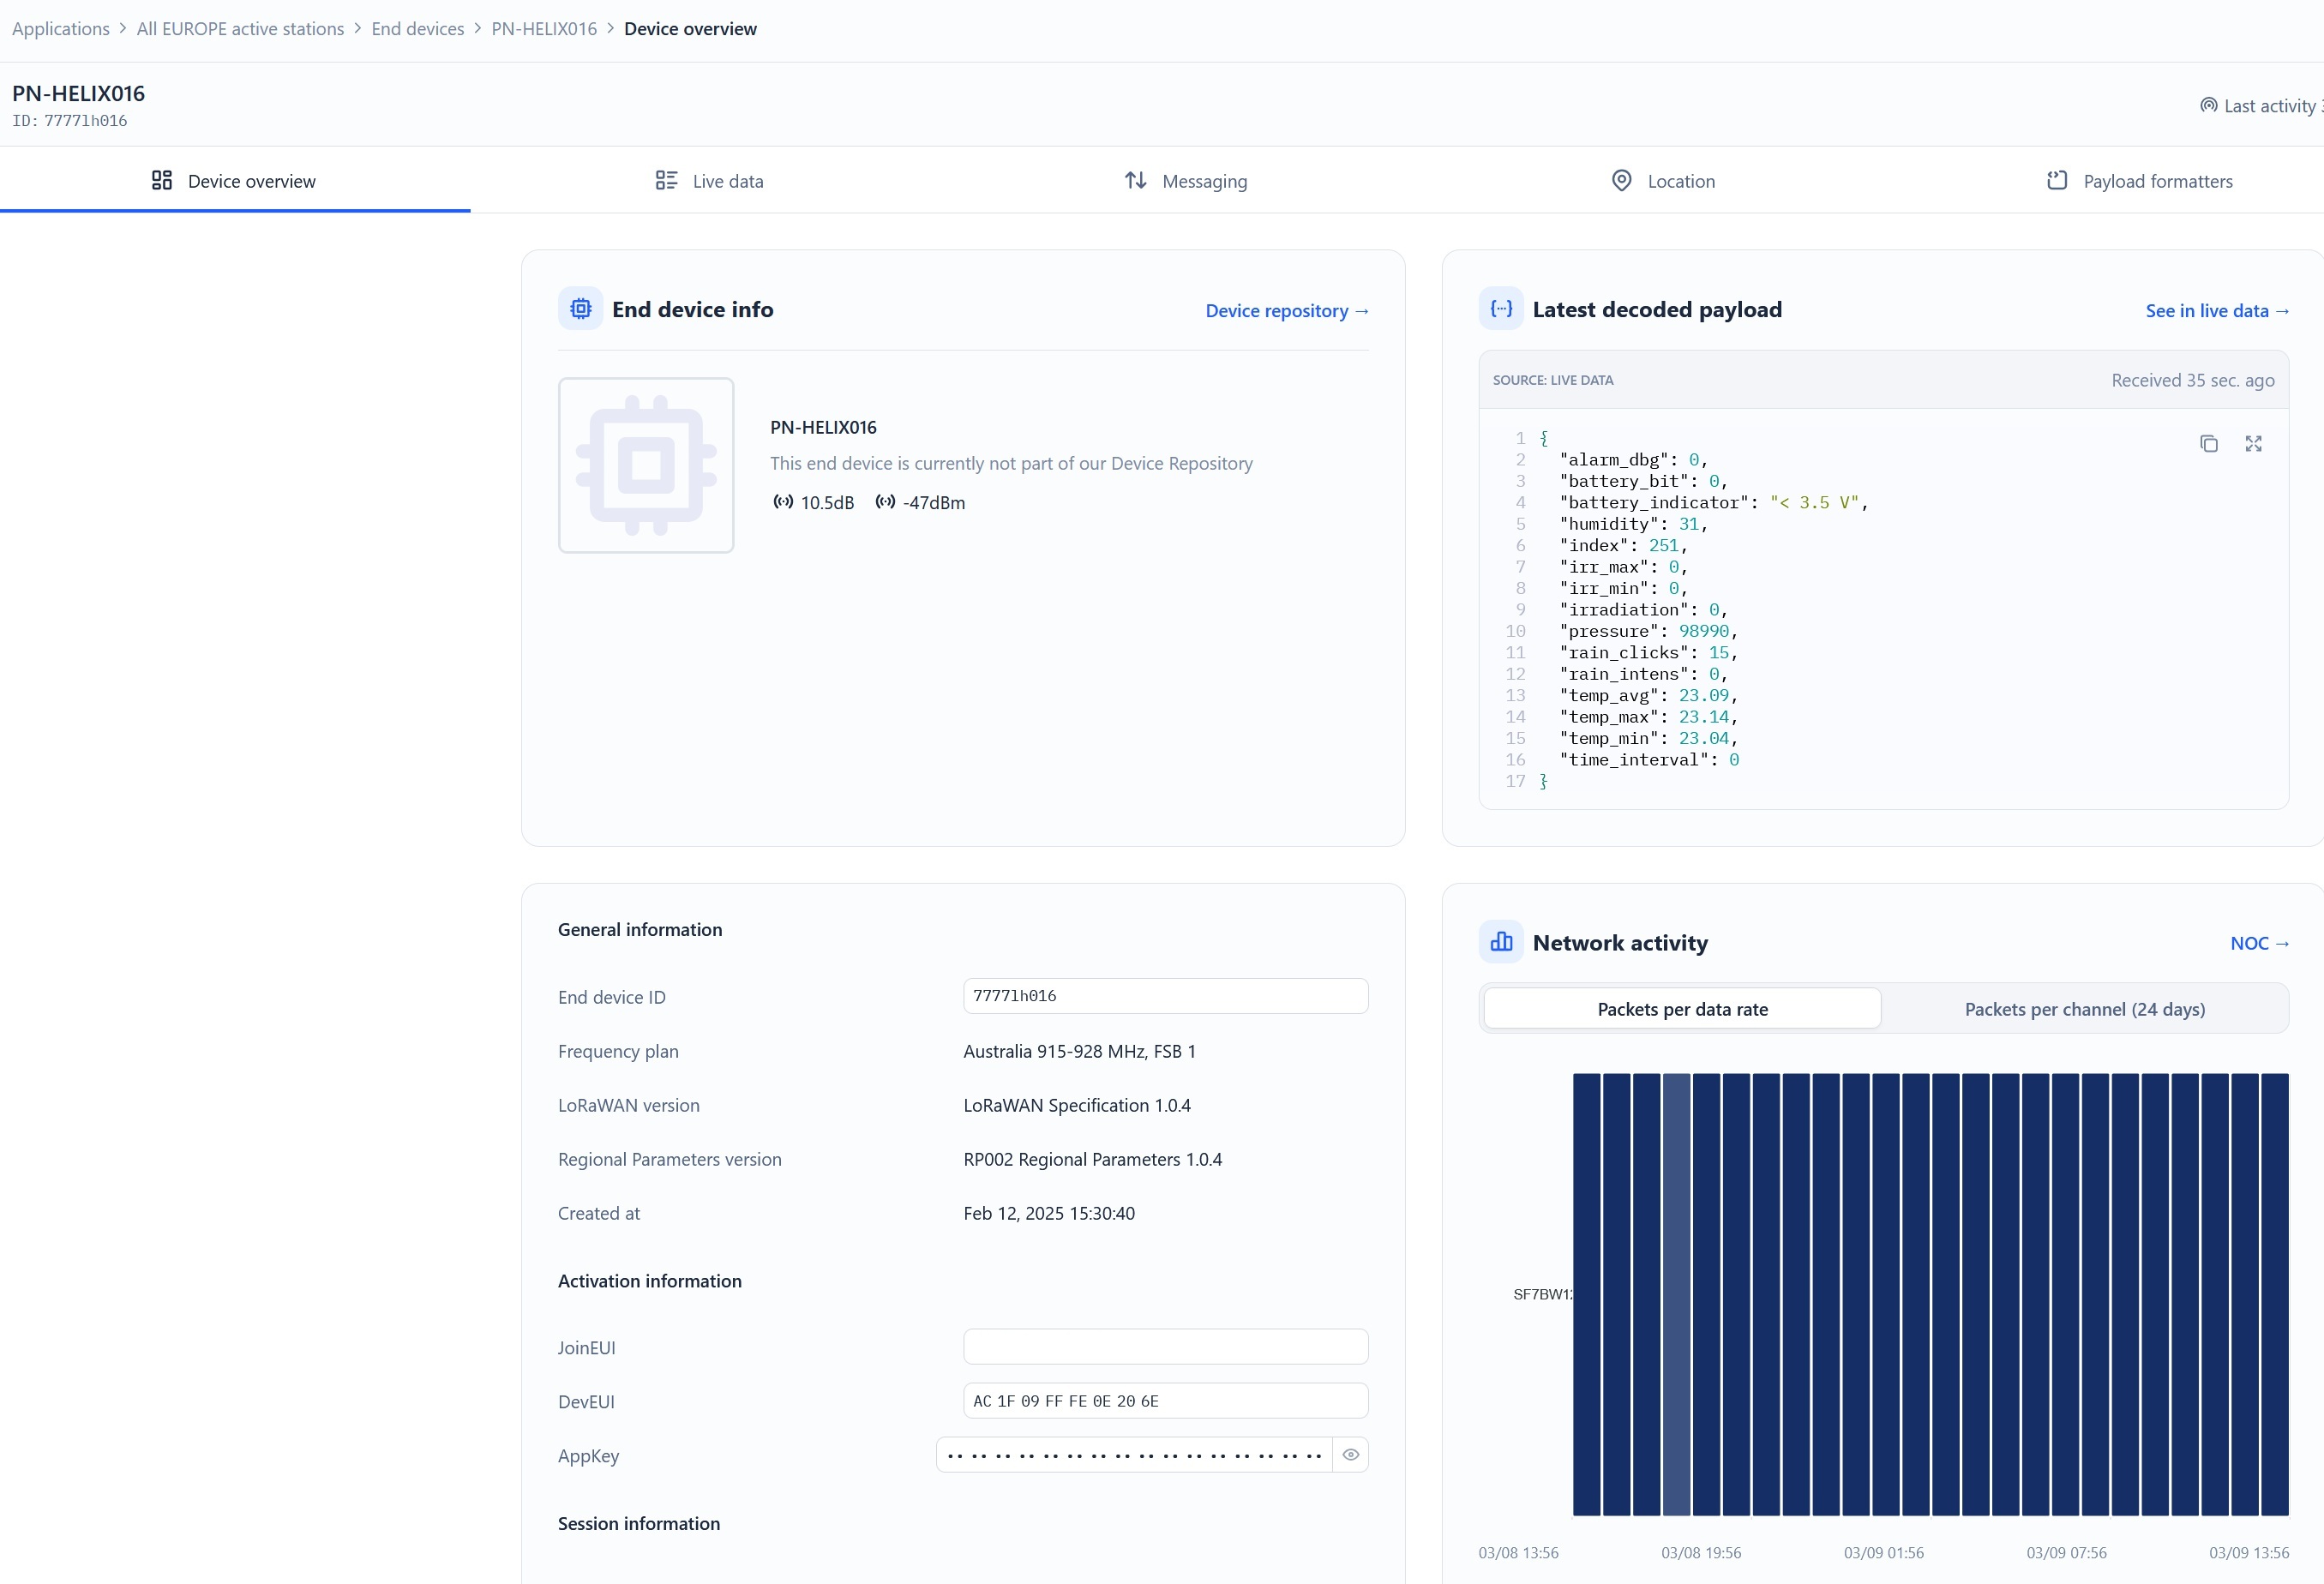 Applications > All EUROPE active stations > End devices > PN-HELIX016 > Device overview
PN-HELIX016
ID: 7777lh016
Last activity
Device overview
Live data
Messaging
Location
Payload formatters
End device info
Device repository →
PN-HELIX016
This end device is currently not part of our Device Repository
10.5dB -47dBm
Latest decoded payload
See in live data →
SOURCE: LIVE DATA
Received 35 sec. ago
1 {
2 "alarm_dbg": 0,
3 "battery_bit": 0,
4 "battery_indicator": "< 3.5 V",
5 "humidity": 31,
6 "index": 251,
7 "irr_max": 0,
8 "irr_min": 0,
9 "irradiation": 0,
10 "pressure": 98990,
11 "rain_clicks": 15,
12 "rain_intens": 0,
13 "temp_avg": 23.09,
14 "temp_max": 23.14,
15 "temp_min": 23.04,
16 "time_interval": 0
17 }
General information
End device ID 7777lh016
Frequency plan Australia 915-928 MHz, FSB 1
LoRaWAN version LoRaWAN Specification 1.0.4
Regional Parameters version RP002 Regional Parameters 1.0.4
Created at Feb 12, 2025 15:30:40
Activation information
JoinEUI
DevEUI AC 1F 09 FF FE 0E 20 6E
AppKey •• •• •• •• •• •• •• •• •• •• •• •• •• •• •• ••
Session information
Network activity
NOC →
Packets per data rate
Packets per channel (24 days)
SF7BW1
03/08 13:56 03/08 19:56 03/09 01:56 03/09 07:56 03/09 13:56